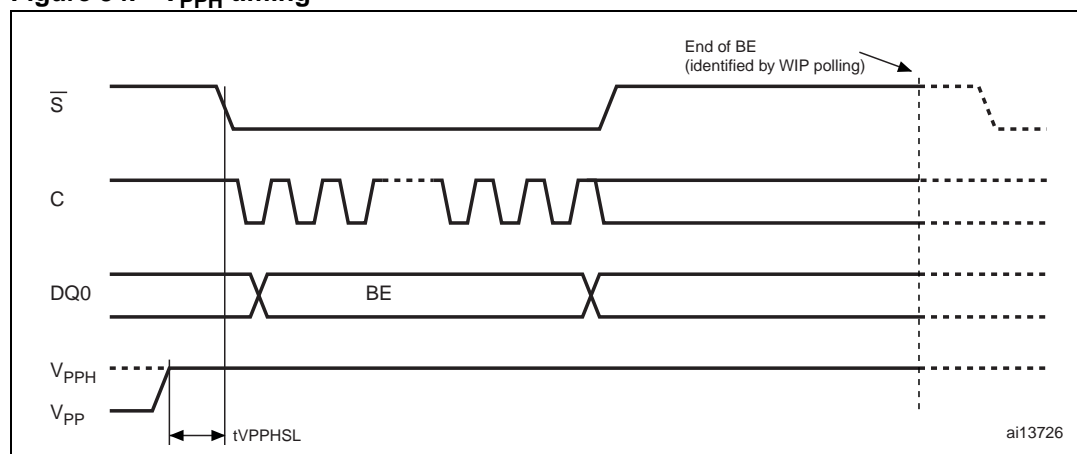 End of BE
(identified by WIP polling)
S
C
DQ0
BE
VPPH
VPP
tVPPHSL
ai13726